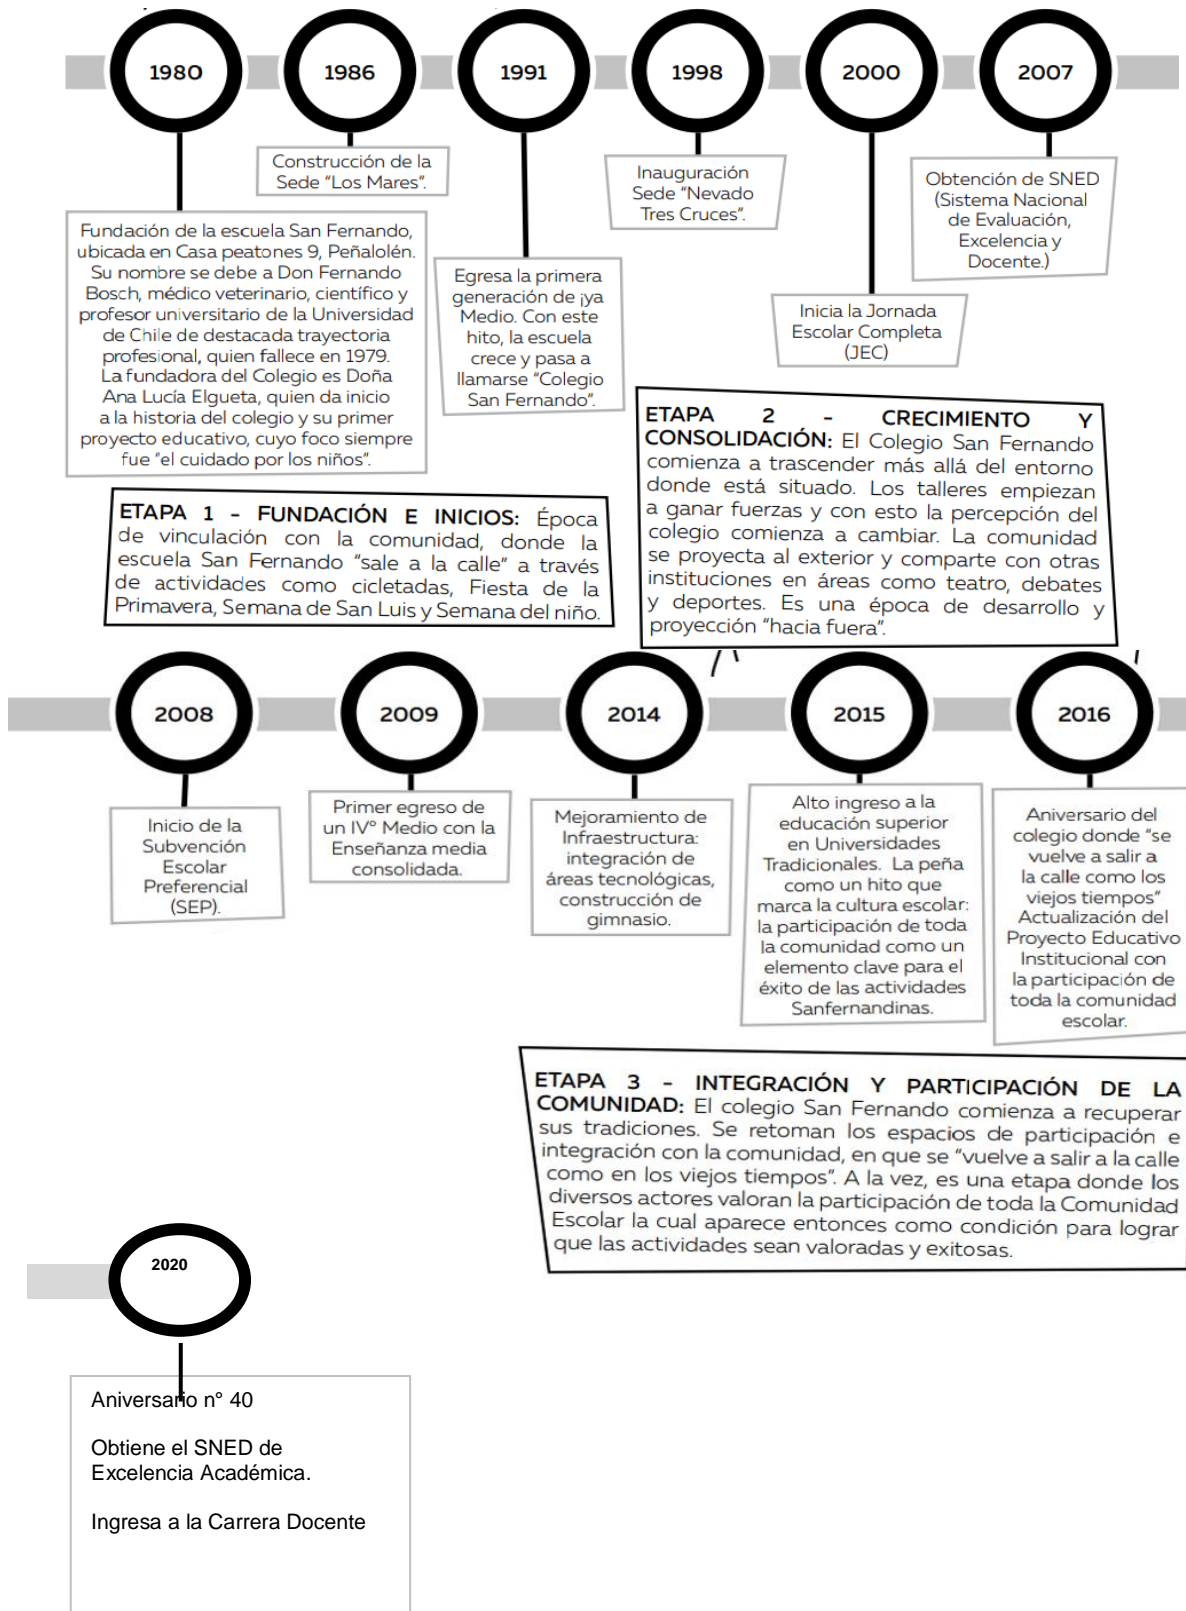 1980
1986
1991
1998
2000
2007
Construcción de la
Sede “Los Mares”.
Inauguración
Sede “Nevado
Tres Cruces”.
Obtención de SNED
(Sistema Nacional
de Evaluación,
Excelencia y
Docente.)
Fundación de la escuela San Fernando,
ubicada en Casa peatones 9, Peñalolén.
Su nombre se debe a Don Fernando
Bosch, médico veterinario, científico y
profesor universitario de la Universidad
de Chile de destacada trayectoria
profesional, quien fallece en 1979.
La fundadora del Colegio es Doña
Ana Lucía Elgueta, quien da inicio
a la historia del colegio y su primer
proyecto educativo, cuyo foco siempre
fue “el cuidado por los niños”.
Egresa la primera
generación de ¡ya
Medio. Con este
hito, la escuela
crece y pasa a
llamarse “Colegio
San Fernando”.
Inicia la Jornada
Escolar Completa
(JEC)
ETAPA 1 - FUNDACIÓN E INICIOS: Época
de vinculación con la comunidad, donde la
escuela San Fernando “sale a la calle” a través
de actividades como cicletadas, Fiesta de la
Primavera, Semana de San Luis y Semana del niño.
ETAPA 2 - CRECIMIENTO Y
CONSOLIDACIÓN: El Colegio San Fernando
comienza a trascender más allá del entorno
donde está situado. Los talleres empiezan
a ganar fuerzas y con esto la percepción del
colegio comienza a cambiar. La comunidad
se proyecta al exterior y comparte con otras
instituciones en áreas como teatro, debates
y deportes. Es una época de desarrollo y
proyección “hacia fuera”.
2008
2009
2014
2015
2016
Inicio de la
Subvención
Escolar
Preferencial
(SEP).
Primer egreso de
un IV° Medio con la
Enseñanza media
consolidada.
Mejoramiento de
Infraestructura:
integración de
áreas tecnológicas,
construcción de
gimnasio.
Alto ingreso a la
educación superior
en Universidades
Tradicionales. La peña
como un hito que
marca la cultura escolar:
la participación de toda
la comunidad como un
elemento clave para el
éxito de las actividades
Sanfernandinas.
Aniversario del
colegio donde “se
vuelve a salir a
la calle como los
viejos tiempos”
Actualización del
Proyecto Educativo
Institucional con
la participación de
toda la comunidad
escolar.
ETAPA 3 - INTEGRACIÓN Y PARTICIPACIÓN DE LA
COMUNIDAD: El colegio San Fernando comienza a recuperar
sus tradiciones. Se retoman los espacios de participación e
integración con la comunidad, en que se “vuelve a salir a la calle
como en los viejos tiempos”. A la vez, es una etapa donde los
diversos actores valoran la participación de toda la Comunidad
Escolar la cual aparece entonces como condición para lograr
que las actividades sean valoradas y exitosas.
2020
Aniversario n° 40
Obtiene el SNED de
Excelencia Académica.
Ingresa a la Carrera Docente